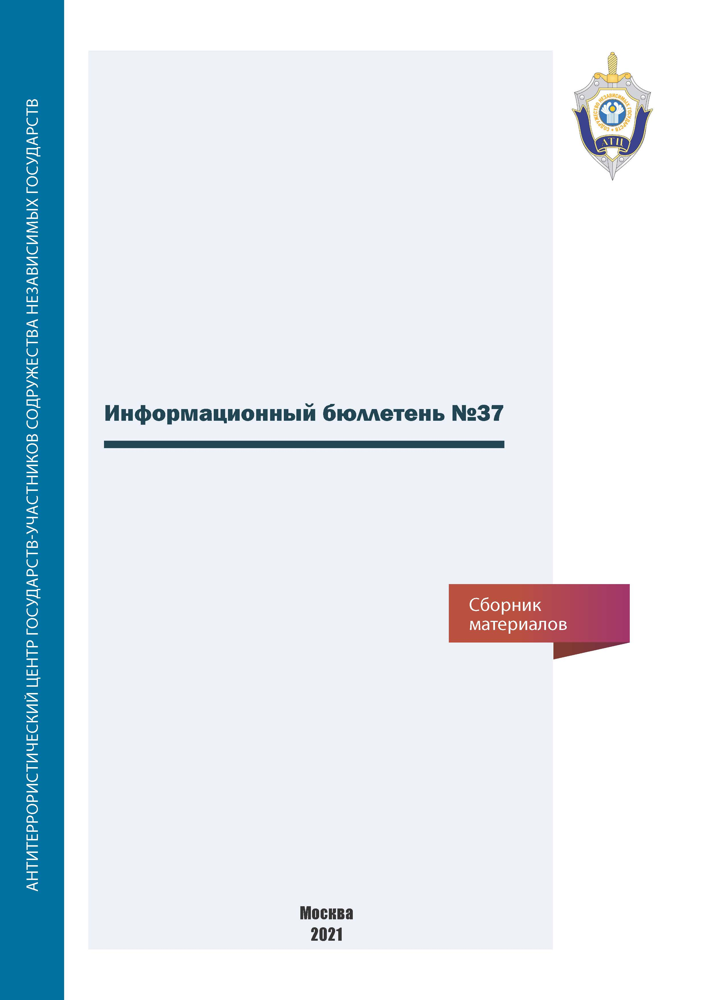 АНТИТЕРРОРИСТИЧЕСКИЙ ЦЕНТР ГОСУДАРСТВ-УЧАСТНИКОВ СОДРУЖЕСТВА НЕЗАВИСИМЫХ ГОСУДАРСТВ
СОДРУЖЕСТВО НЕЗАВИСИМЫХ ГОСУДАРСТВ •
АТЦ
Информационный бюллетень №37
Сборник
материалов
Москва
2021